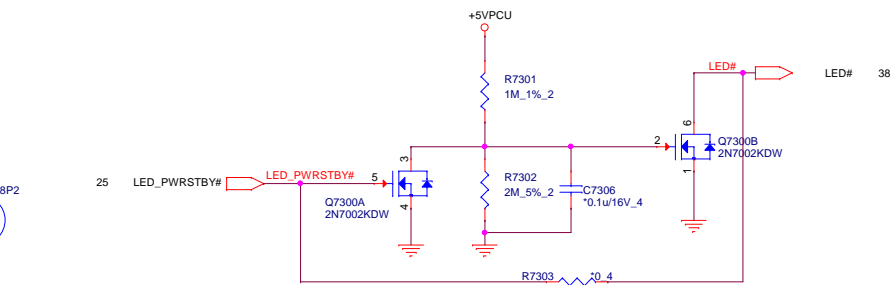 +5VPCU
LED#
LED# 38
R7301
1M_1%_2
6
2
Q7300B
2N7002KDW
1
3
8P2
25 LED_PWRSTBY# LED_PWRSTBY# 5
4
Q7300A
2N7002KDW
R7302
2M_5%_2
C7306
*0.1u/16V_4
R7303 *0_4